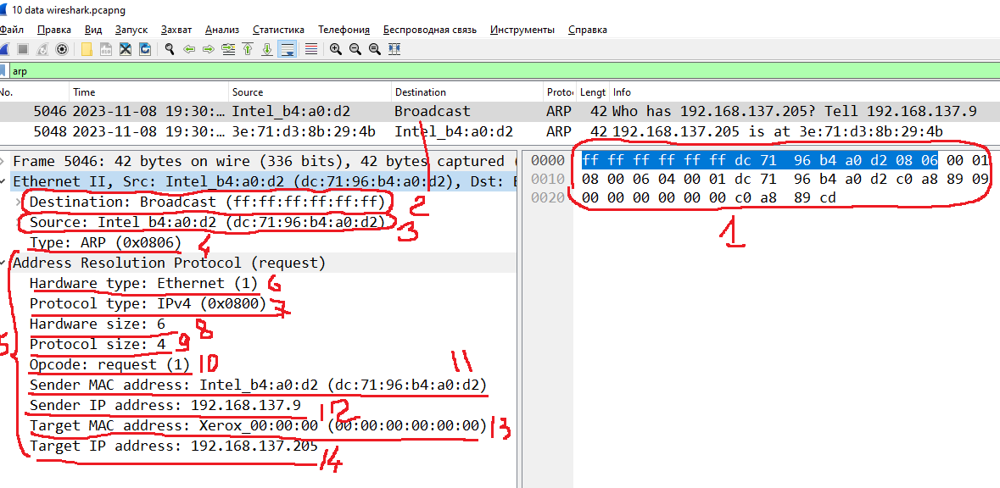 10 data wireshark.pcapng
Файл Правка Вид Запуск Захват Анализ Статистика Телефония Беспроводная связь Инструменты Справка
arp
No. Time Source Destination Protoc Lengt Info
5046 2023-11-08 19:30:… Intel_b4:a0:d2 Broadcast ARP 42 Who has 192.168.137.205? Tell 192.168.137.9
5048 2023-11-08 19:30:… 3e:71:d3:8b:29:4b Intel_b4:a0:d2 ARP 42 192.168.137.205 is at 3e:71:d3:8b:29:4b
Frame 5046: 42 bytes on wire (336 bits), 42 bytes captured (
Ethernet II, Src: Intel_b4:a0:d2 (dc:71:96:b4:a0:d2), Dst: B
Destination: Broadcast (ff:ff:ff:ff:ff:ff) 2
Source: Intel_b4:a0:d2 (dc:71:96:b4:a0:d2) 3
Type: ARP (0x0806) 4
5
Address Resolution Protocol (request)
Hardware type: Ethernet (1) 6
Protocol type: IPv4 (0x0800) 7
Hardware size: 6 8
Protocol size: 4 9
Opcode: request (1) 10
Sender MAC address: Intel_b4:a0:d2 (dc:71:96:b4:a0:d2) 11
Sender IP address: 192.168.137.9 12
Target MAC address: Xerox_00:00:00 (00:00:00:00:00:00) 13
Target IP address: 192.168.137.205 14
0000 ff ff ff ff ff ff dc 71 96 b4 a0 d2 08 06 00 01
0010 08 00 06 04 00 01 dc 71 96 b4 a0 d2 c0 a8 89 09
0020 00 00 00 00 00 00 c0 a8 89 cd
1